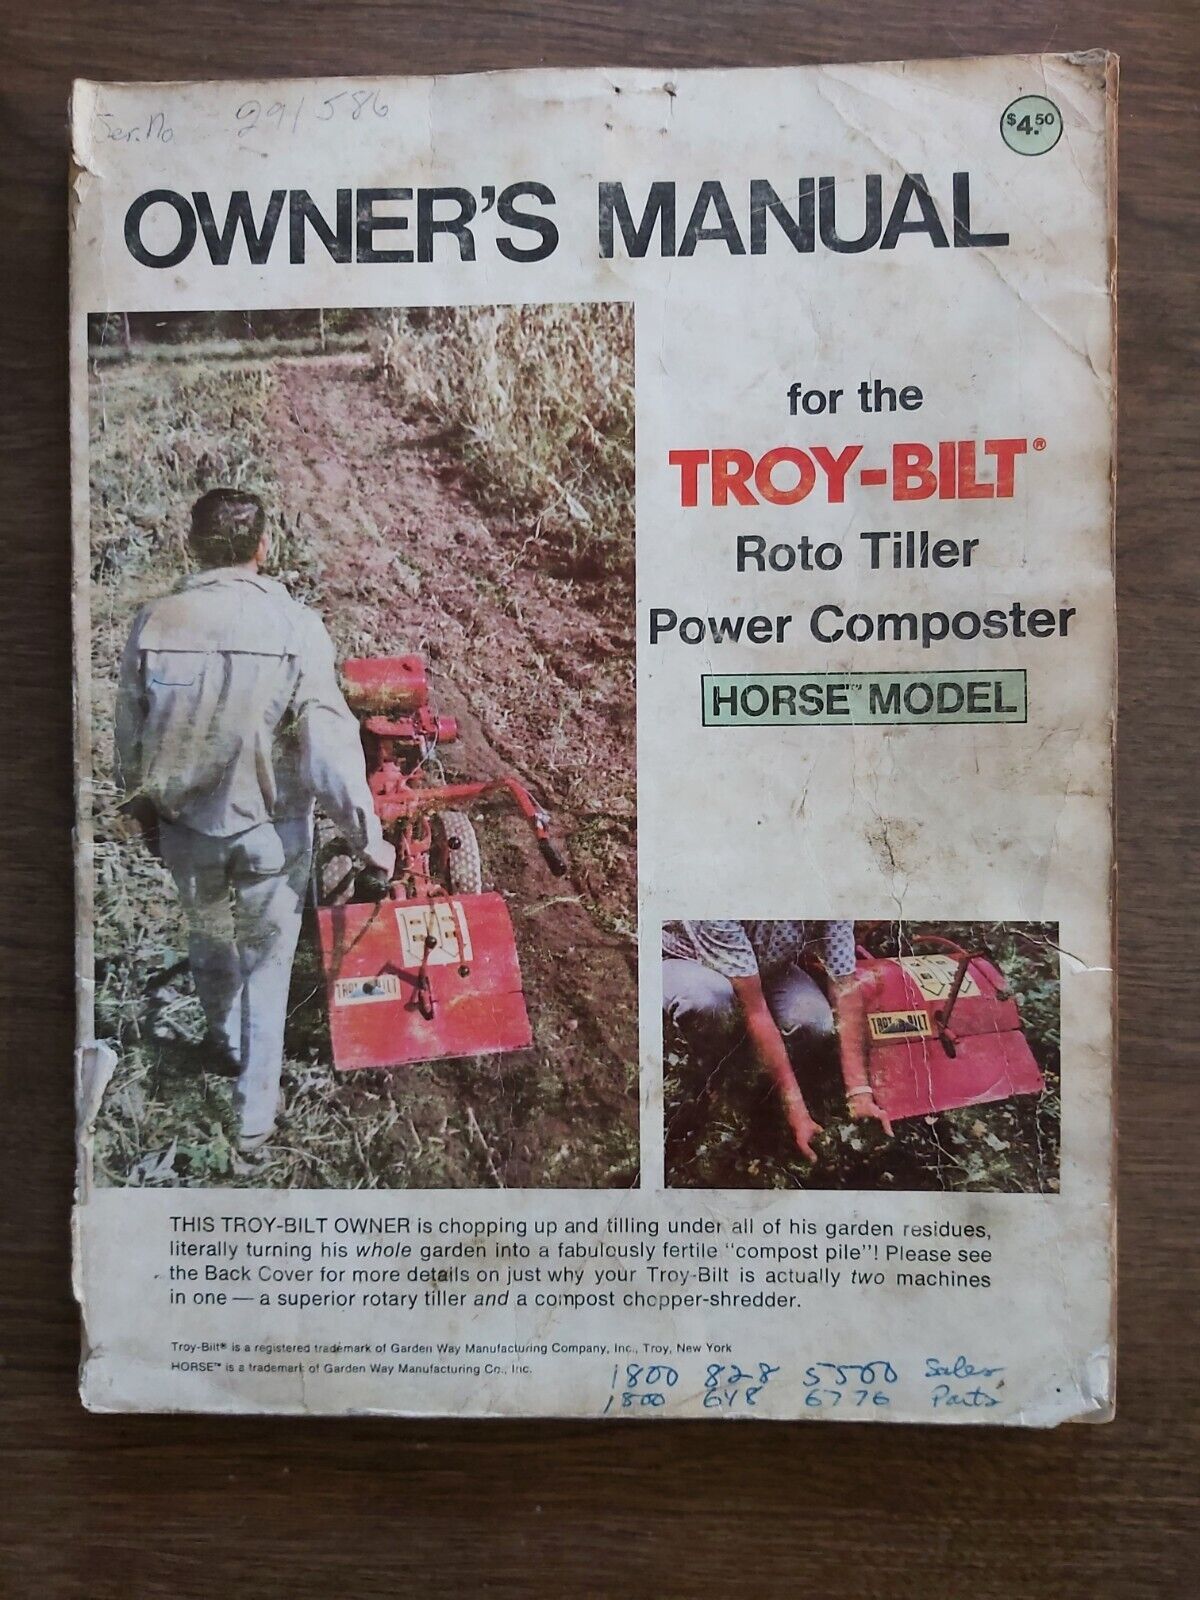 Ser. No 291586
$4.50
OWNER'S MANUAL
for the
TROY-BILT®
Roto Tiller
Power Composter
HORSE™ MODEL
TROY BILT
TROY BILT
THIS TROY-BILT OWNER is chopping up and tilling under all of his garden residues,
literally turning his whole garden into a fabulously fertile "compost pile"! Please see
the Back Cover for more details on just why your Troy-Bilt is actually two machines
in one — a superior rotary tiller and a compost chopper-shredder.
Troy-Bilt® is a registered trademark of Garden Way Manufacturing Company, Inc., Troy, New York
HORSE™ is a trademark of Garden Way Manufacturing Co., Inc.
1800 828 5500 Sales
1800 648 6776 Parts